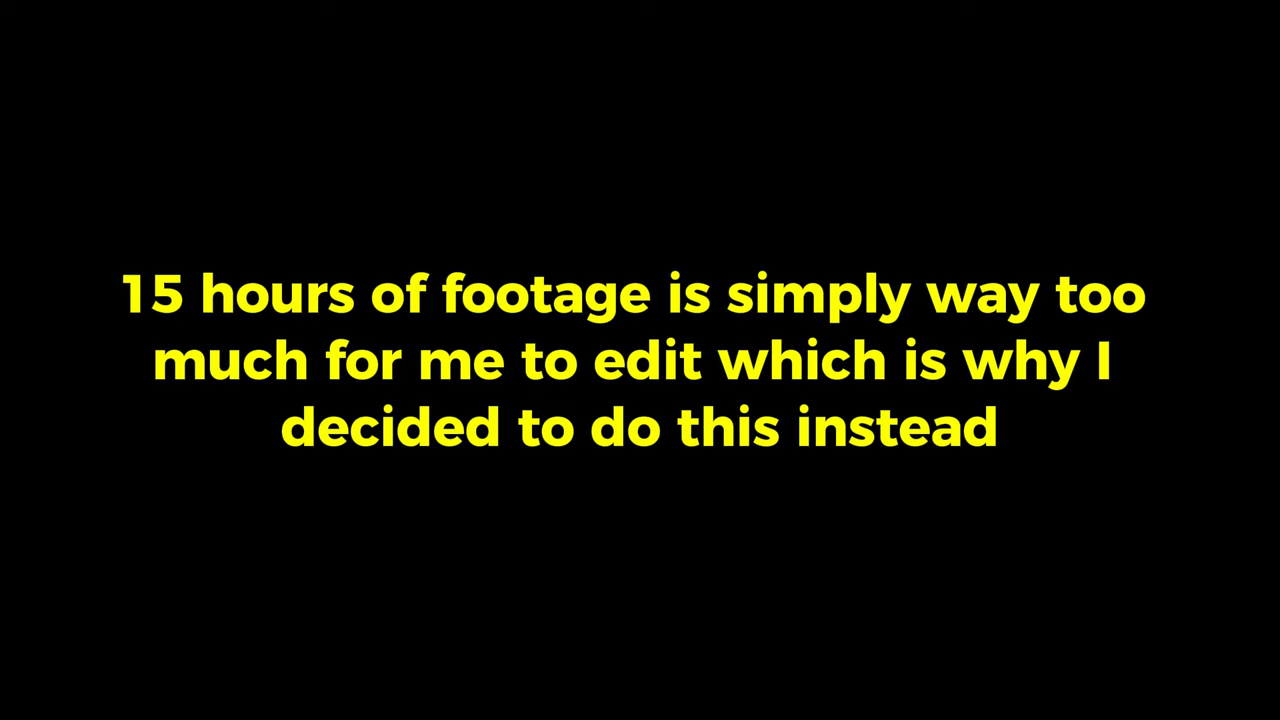 15 hours of footage is simply way too
much for me to edit which is why I
decided to do this instead